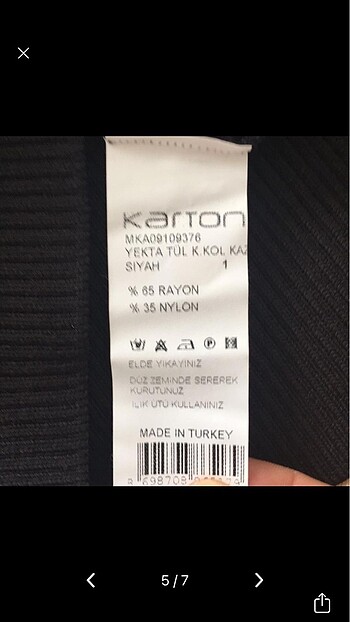 Karton
MKA09109376
YEKTA TÜL K.KOL KAZ
SİYAH 1
% 65 RAYON
% 35 NYLON
ELDE YIKAYINIZ
DÜZ ZEMİNDE SEREREK
KURUTUNUZ
ILIK ÜTÜ KULLANINIZ
MADE IN TURKEY
5/7